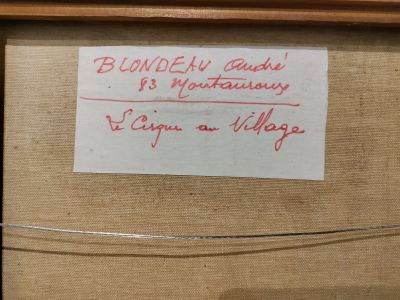 BLONDEAU André
83 Montauroux
Le Cirque au Village